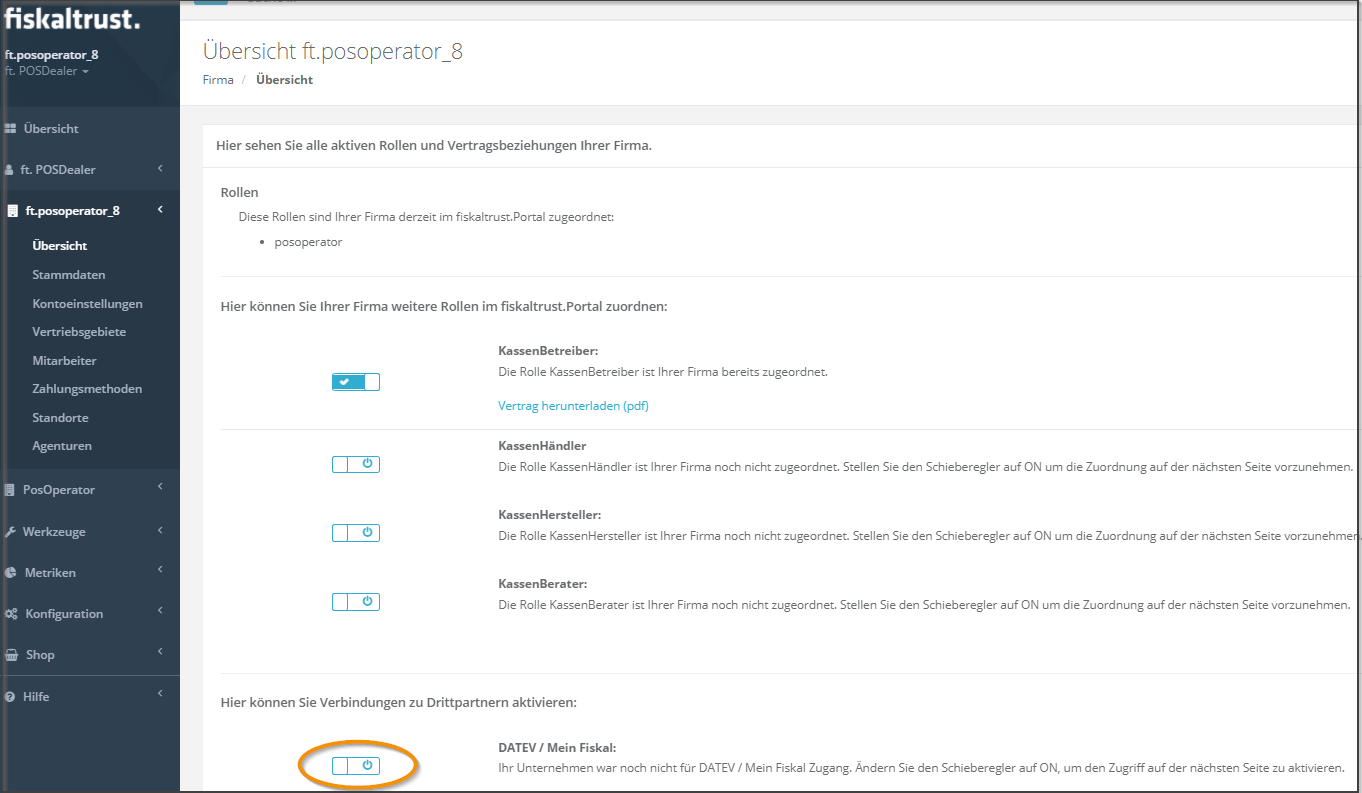 fiskaltrust.
ft.posoperator_8
ft. POSDealer
Übersicht
ft. POSDealer
ft.posoperator_8
Übersicht
Stammdaten
Kontoeinstellungen
Vertriebsgebiete
Mitarbeiter
Zahlungsmethoden
Standorte
Agenturen
PosOperator
Werkzeuge
Metriken
Konfiguration
Shop
Hilfe
Übersicht ft.posoperator_8
Firma / Übersicht
Hier sehen Sie alle aktiven Rollen und Vertragsbeziehungen Ihrer Firma.
Rollen
Diese Rollen sind Ihrer Firma derzeit im fiskaltrust.Portal zugeordnet:
• posoperator
Hier können Sie Ihrer Firma weitere Rollen im fiskaltrust.Portal zuordnen:
KassenBetreiber:
Die Rolle KassenBetreiber ist Ihrer Firma bereits zugeordnet.
Vertrag herunterladen (pdf)
KassenHändler
Die Rolle KassenHändler ist Ihrer Firma noch nicht zugeordnet. Stellen Sie den Schieberegler auf ON um die Zuordnung auf der nächsten Seite vorzunehmen.
KassenHersteller:
Die Rolle KassenHersteller ist Ihrer Firma noch nicht zugeordnet. Stellen Sie den Schieberegler auf ON um die Zuordnung auf der nächsten Seite vorzunehmen.
KassenBerater:
Die Rolle KassenBerater ist Ihrer Firma noch nicht zugeordnet. Stellen Sie den Schieberegler auf ON um die Zuordnung auf der nächsten Seite vorzunehmen.
Hier können Sie Verbindungen zu Drittpartnern aktivieren:
DATEV / Mein Fiskal:
Ihr Unternehmen war noch nicht für DATEV / Mein Fiskal Zugang. Ändern Sie den Schieberegler auf ON, um den Zugriff auf der nächsten Seite zu aktivieren.